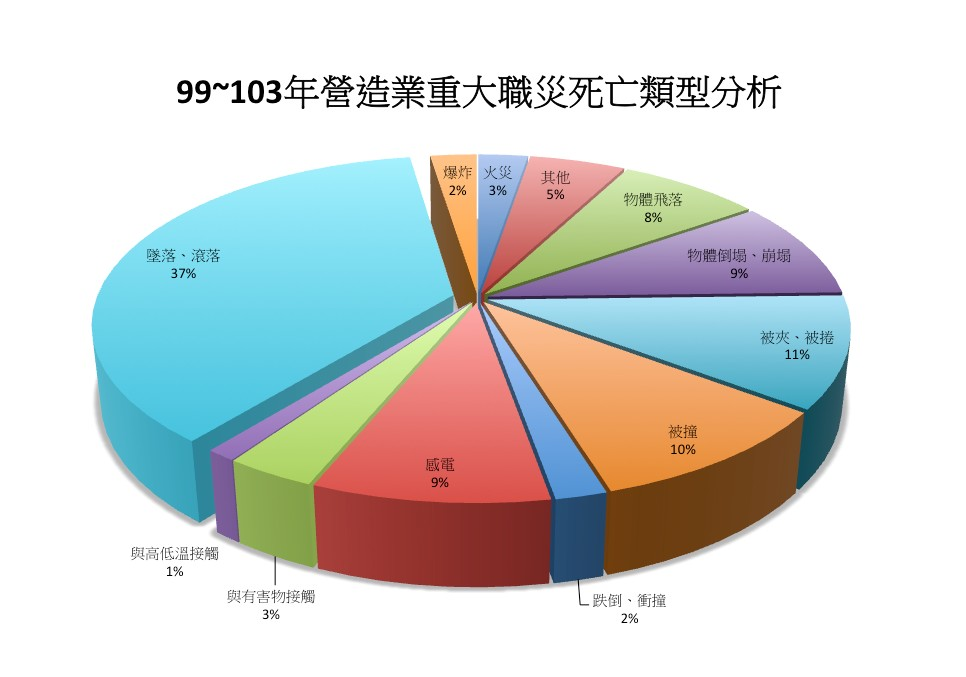 99~103年營造業重大職災死亡類型分析
爆炸
2%
火災
3%
其他
5%
物體飛落
8%
物體倒塌、崩塌
9%
被夾、被捲
11%
被撞
10%
跌倒、衝撞
2%
感電
9%
與有害物接觸
3%
與高低溫接觸
1%
墜落、滾落
37%